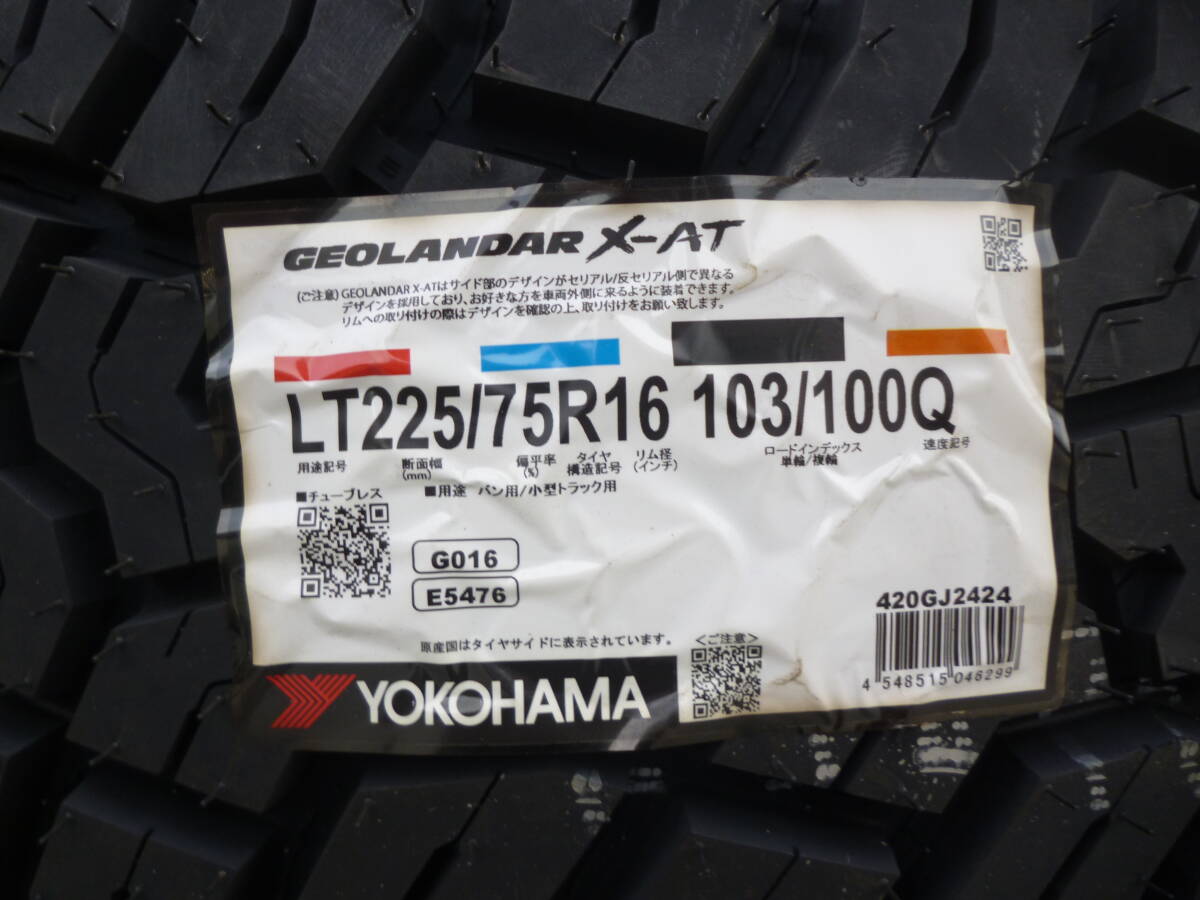 GEOLANDAR X-AT
(ご注意) GEOLANDAR X-ATはサイド部のデザインがセリアル/反セリアル側で異なる
デザインを採用しており、お好きな方を車両外側に来るように装着できます。
リムへの取り付けの際はデザインを確認の上、取り付けをお願い致します。
LT225/75R16 103/100Q
用途記号 断面幅 (mm) 偏平率 (%) タイヤ 構造記号 リム径 (インチ) ロードインデックス 単輪/複輪 速度記号
■チューブレス ■用途 バン用/小型トラック用
G016
E5476
420GJ2424
原産国はタイヤサイドに表示されています。
<ご注意>
4 548515 046299
YOKOHAMA